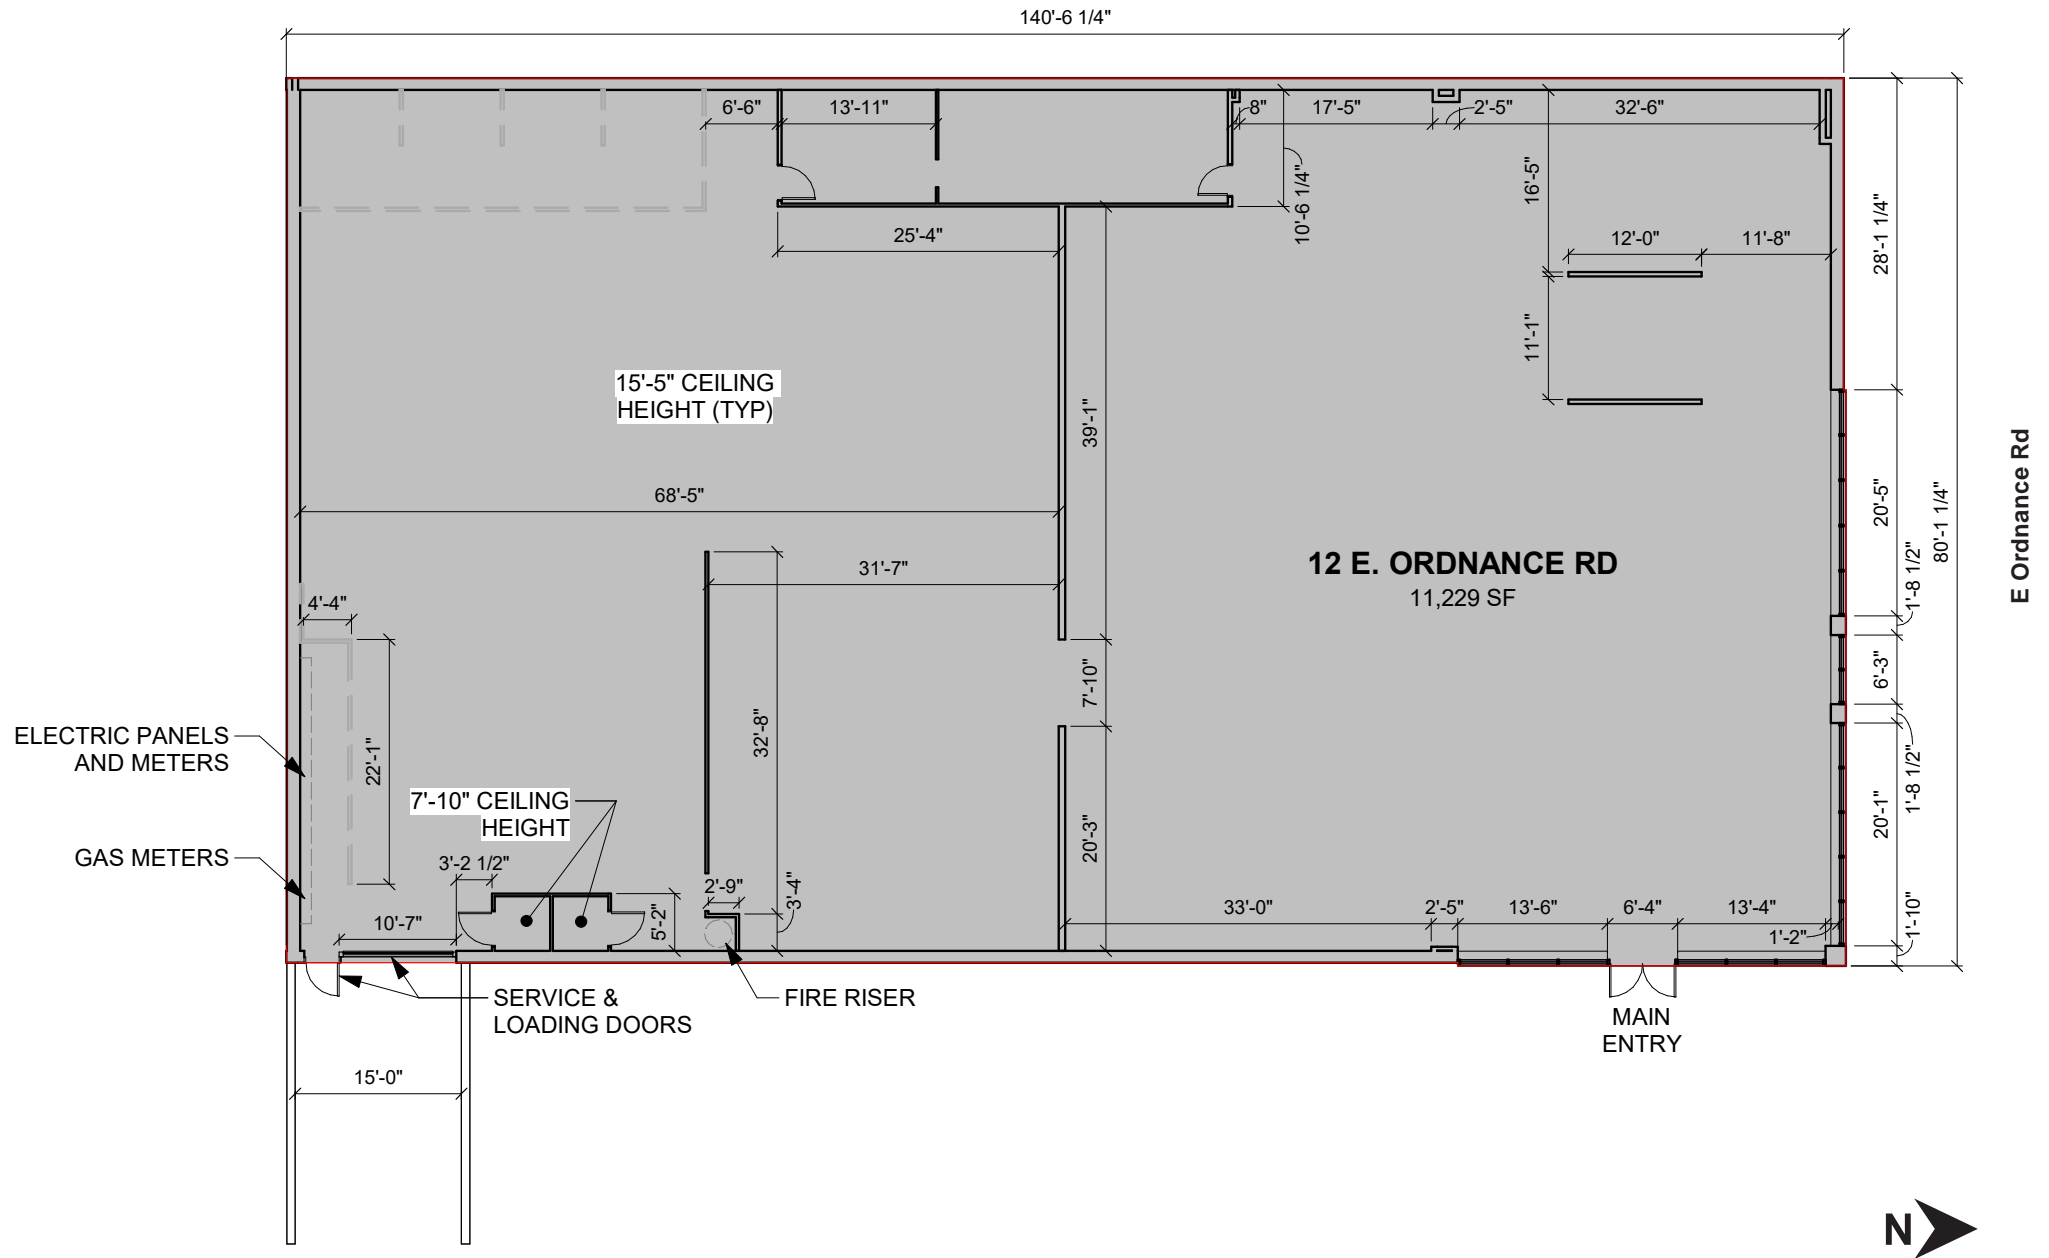 140'-6 1/4"
6'-6"
13'-11"
8"
17'-5"
2'-5"
32'-6"
16'-5"
10'-6 1/4"
28'-1 1/4"
25'-4"
12'-0"
11'-8"
11'-1"
15'-5" CEILING
HEIGHT (TYP)
39'-1"
68'-5"
20'-5"
80'-1 1/4"
E Ordnance Rd
12 E. ORDNANCE RD
11,229 SF
31'-7"
1'-8 1/2"
4'-4"
7'-10"
6'-3"
ELECTRIC PANELS
AND METERS
22'-1"
32'-8"
1'-8 1/2"
7'-10" CEILING
HEIGHT
20'-3"
20'-1"
GAS METERS
3'-2 1/2"
2'-9"
3'-4"
10'-7"
5'-2"
33'-0"
2'-5"
13'-6"
6'-4"
13'-4"
1'-10"
1'-2"
SERVICE &
LOADING DOORS
FIRE RISER
MAIN
ENTRY
15'-0"
N